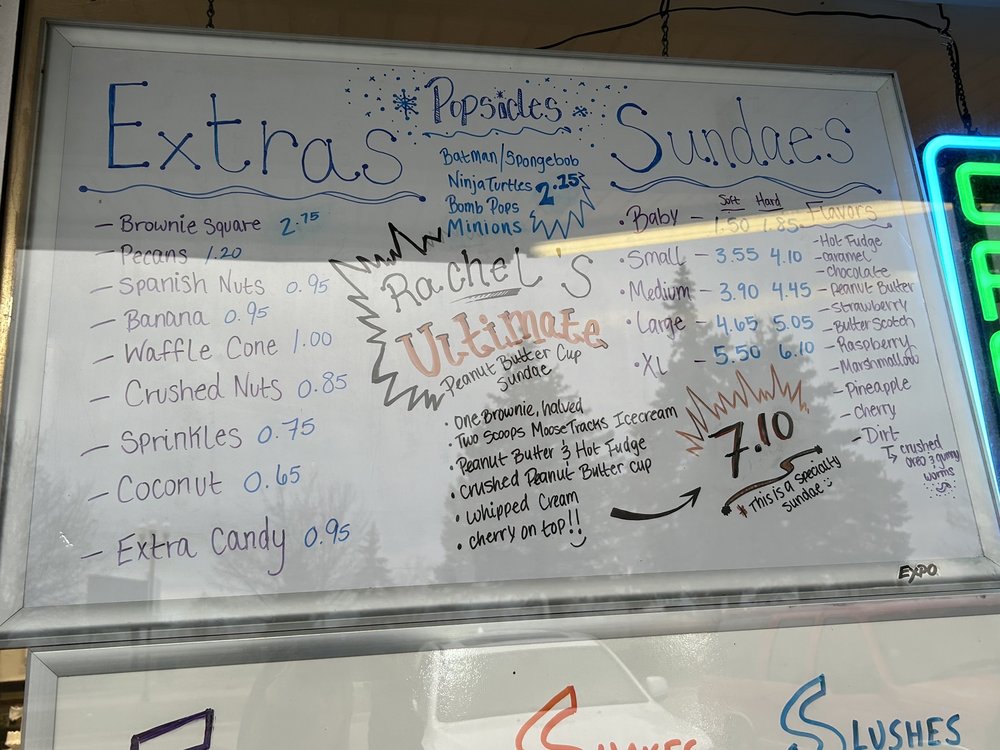 Extras
– Brownie Square 2.75
– Pecans 1.20
– Spanish Nuts 0.95
– Banana 0.95
– Waffle Cone 1.00
– Crushed Nuts 0.85
– Sprinkles 0.75
– Coconut 0.65
– Extra Candy 0.95
Popsicles
Batman/Spongebob
Ninja Turtles 2.15
Bomb Pops
Minions
Rachel's
Ultimate
Peanut Butter Cup
Sundae
• One Brownie, halved
• Two Scoops Moose Tracks Icecream
• Peanut Butter & Hot Fudge
• Crushed Peanut Butter cup
• Whipped Cream
• cherry on top!!
7.10
* This is a specialty
sundae
Sundaes
Soft Hard
• Baby – 1.50 1.85
• Small – 3.55 4.10
• Medium – 3.90 4.45
• Large – 4.65 5.05
• XL – 5.50 6.10
Flavors
– Hot Fudge
– caramel
– chocolate
– Peanut Butter
– Strawberry
– Butter Scotch
– Raspberry
– Marshmallow
– Pineapple
– cherry
– Dirt
crushed
oreo & gummy
worms
EXPO
SHAKES
SLUSHES